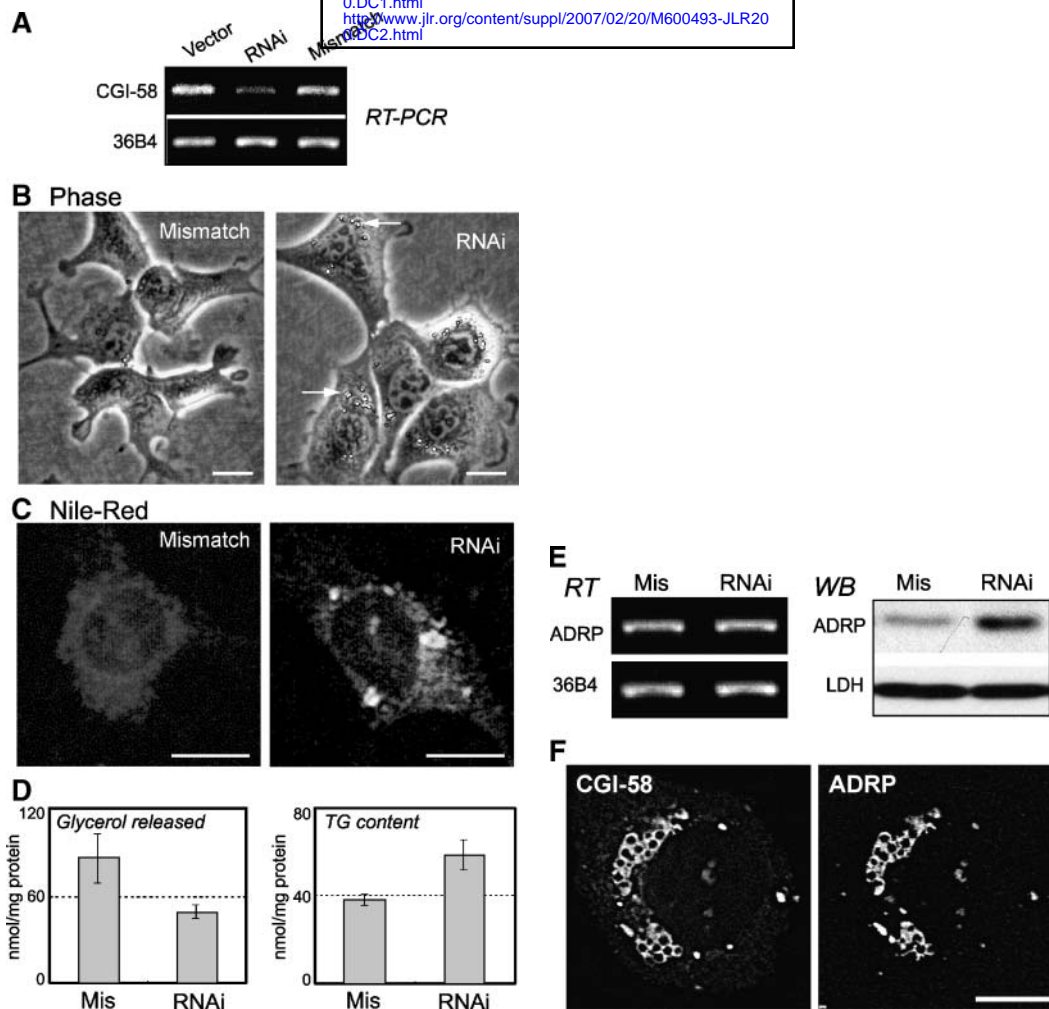 0.DC1.html
http://www.jlr.org/content/suppl/2007/02/20/M600493-JLR20
0.DC2.html
A
Vector RNAi Mismatch
CGI-58
36B4
RT-PCR
B Phase
Mismatch
RNAi
C Nile-Red
Mismatch
RNAi
D
Glycerol released
nmol/mg protein
120
60
0
Mis RNAi
TG content
nmol/mg protein
80
40
0
Mis RNAi
E
RT Mis RNAi
ADRP
36B4
WB Mis RNAi
ADRP
LDH
F
CGI-58
ADRP